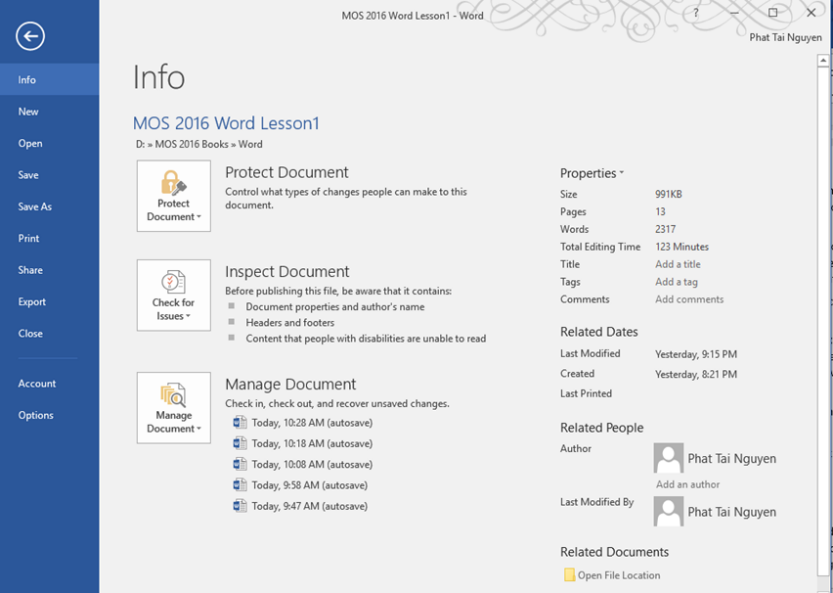 MOS 2016 Word Lesson1 - Word
?
Phat Tai Nguyen
Info
New
Open
Save
Save As
Print
Share
Export
Close
Account
Options
Info
MOS 2016 Word Lesson1
D: » MOS 2016 Books » Word
Protect
Document
Protect Document
Control what types of changes people can make to this
document.
Check for
Issues
Inspect Document
Before publishing this file, be aware that it contains:
Document properties and author's name
Headers and footers
Content that people with disabilities are unable to read
Manage
Document
Manage Document
Check in, check out, and recover unsaved changes.
Today, 10:28 AM (autosave)
Today, 10:18 AM (autosave)
Today, 10:08 AM (autosave)
Today, 9:58 AM (autosave)
Today, 9:47 AM (autosave)
Properties
Size 991KB
Pages 13
Words 2317
Total Editing Time 123 Minutes
Title Add a title
Tags Add a tag
Comments Add comments
Related Dates
Last Modified Yesterday, 9:15 PM
Created Yesterday, 8:21 PM
Last Printed
Related People
Author Phat Tai Nguyen
Add an author
Last Modified By Phat Tai Nguyen
Related Documents
Open File Location